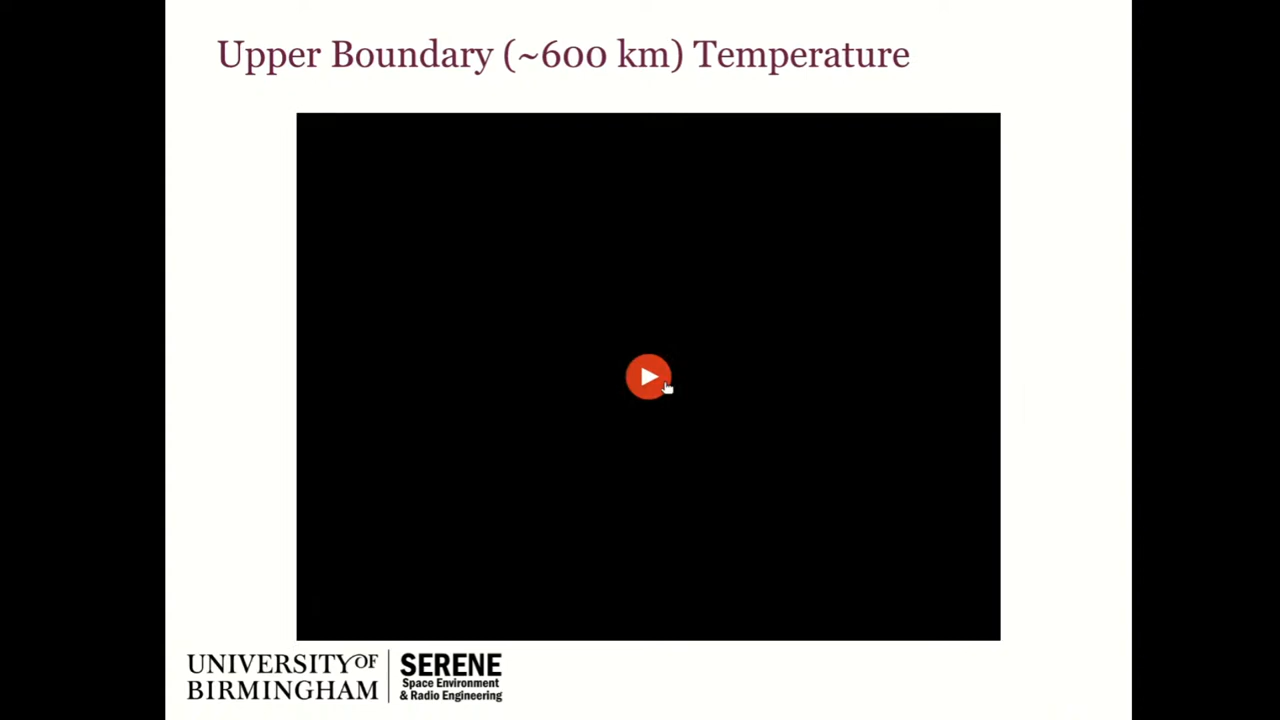 Upper Boundary (~600 km) Temperature
UNIVERSITY OF
BIRMINGHAM
SERENE
Space Environment
& Radio Engineering